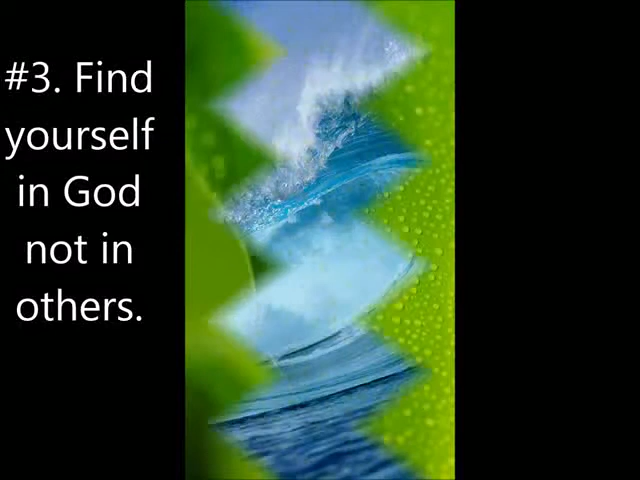 #3. Find
yourself
in God
not in
others.